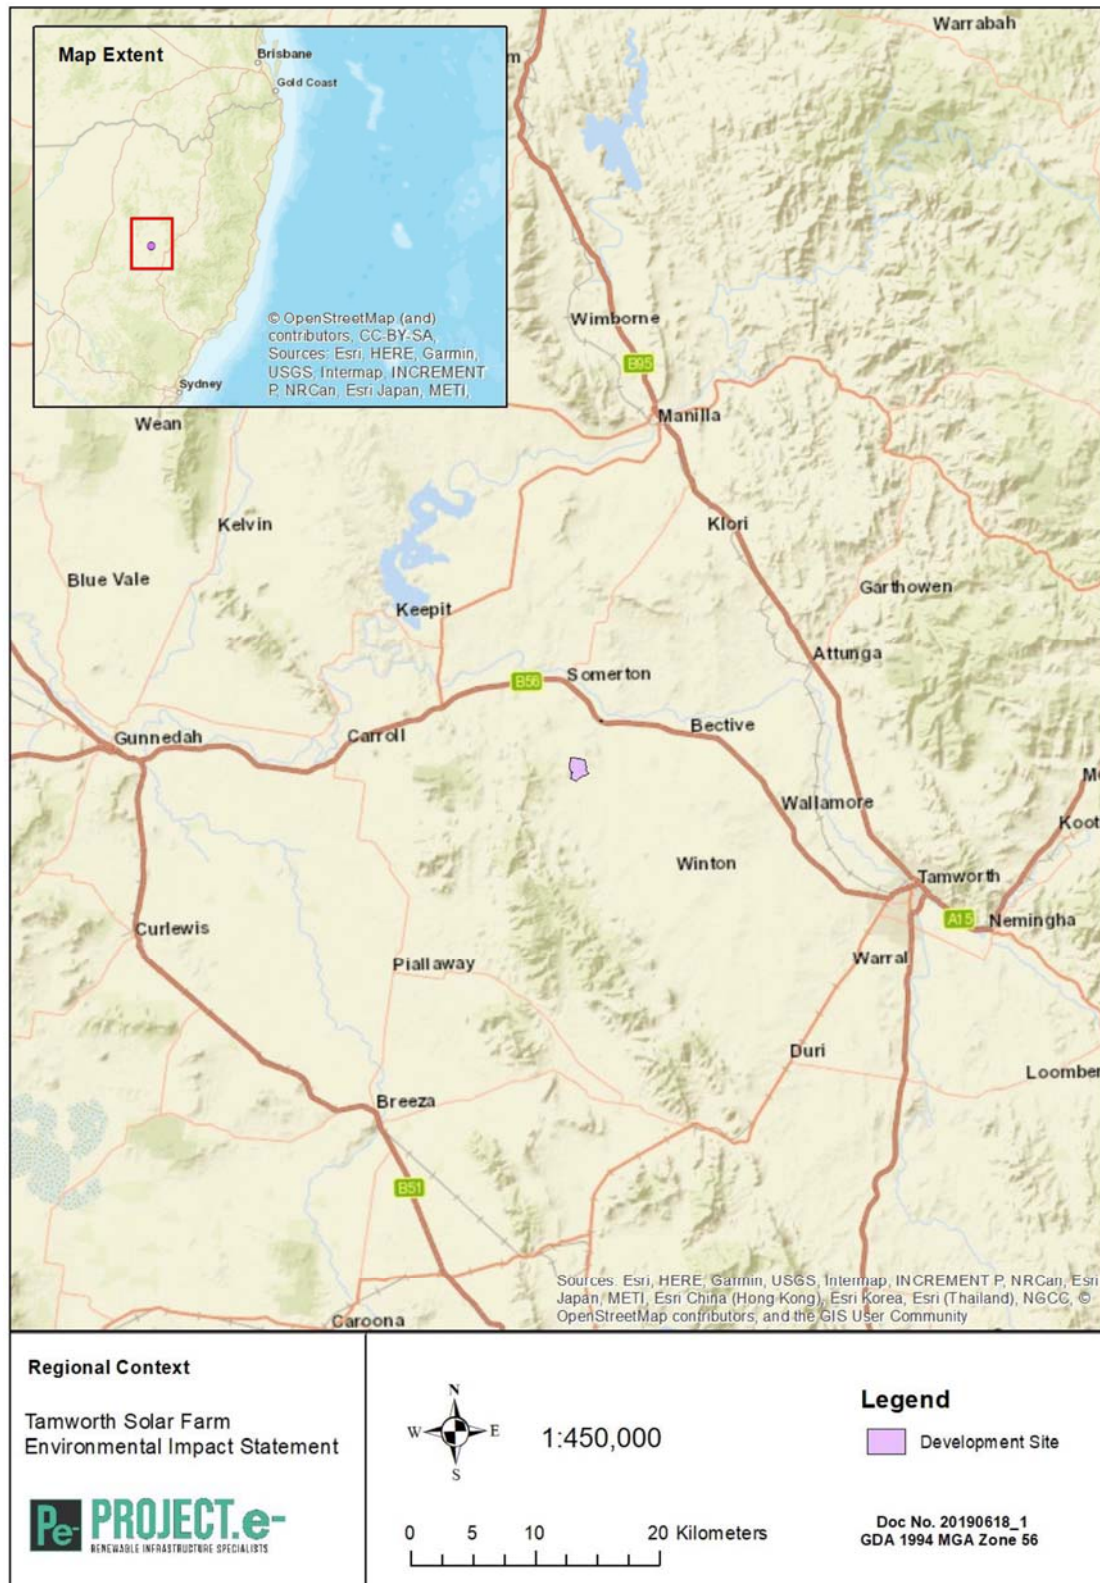 Map Extent
Brisbane
Gold Coast
Sydney
© OpenStreetMap (and)
contributors, CC-BY-SA,
Sources: Esri, HERE, Garmin,
USGS, Intermap, INCREMENT
P, NRCan, Esri Japan, METI,
Warrabah
m
Wimborne
B95
Manilla
Wean
Kelvin
Klori
Blue Vale
Garthowen
Keepit
Attunga
Somerton
B56
Bective
Gunnedah
Carroll
Wallamore
Winton
Tamworth
Koot
A15
Nemingha
Curlewis
Warral
Piallaway
Duri
Loomber
Breeza
B51
Caroona
Sources: Esri, HERE, Garmin, USGS, Intermap, INCREMENT P, NRCan, Esri
Japan, METI, Esri China (Hong Kong), Esri Korea, Esri (Thailand), NGCC, ©
OpenStreetMap contributors, and the GIS User Community
Regional Context
Tamworth Solar Farm
Environmental Impact Statement
Pe-
PROJECT.e-
RENEWABLE INFRASTRUCTURE SPECIALISTS
N
W
E
S
1:450,000
0 5 10 20 Kilometers
Legend
Development Site
Doc No. 20190618_1
GDA 1994 MGA Zone 56